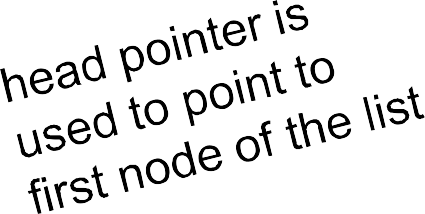 head pointer is
used to point to
first node of the list